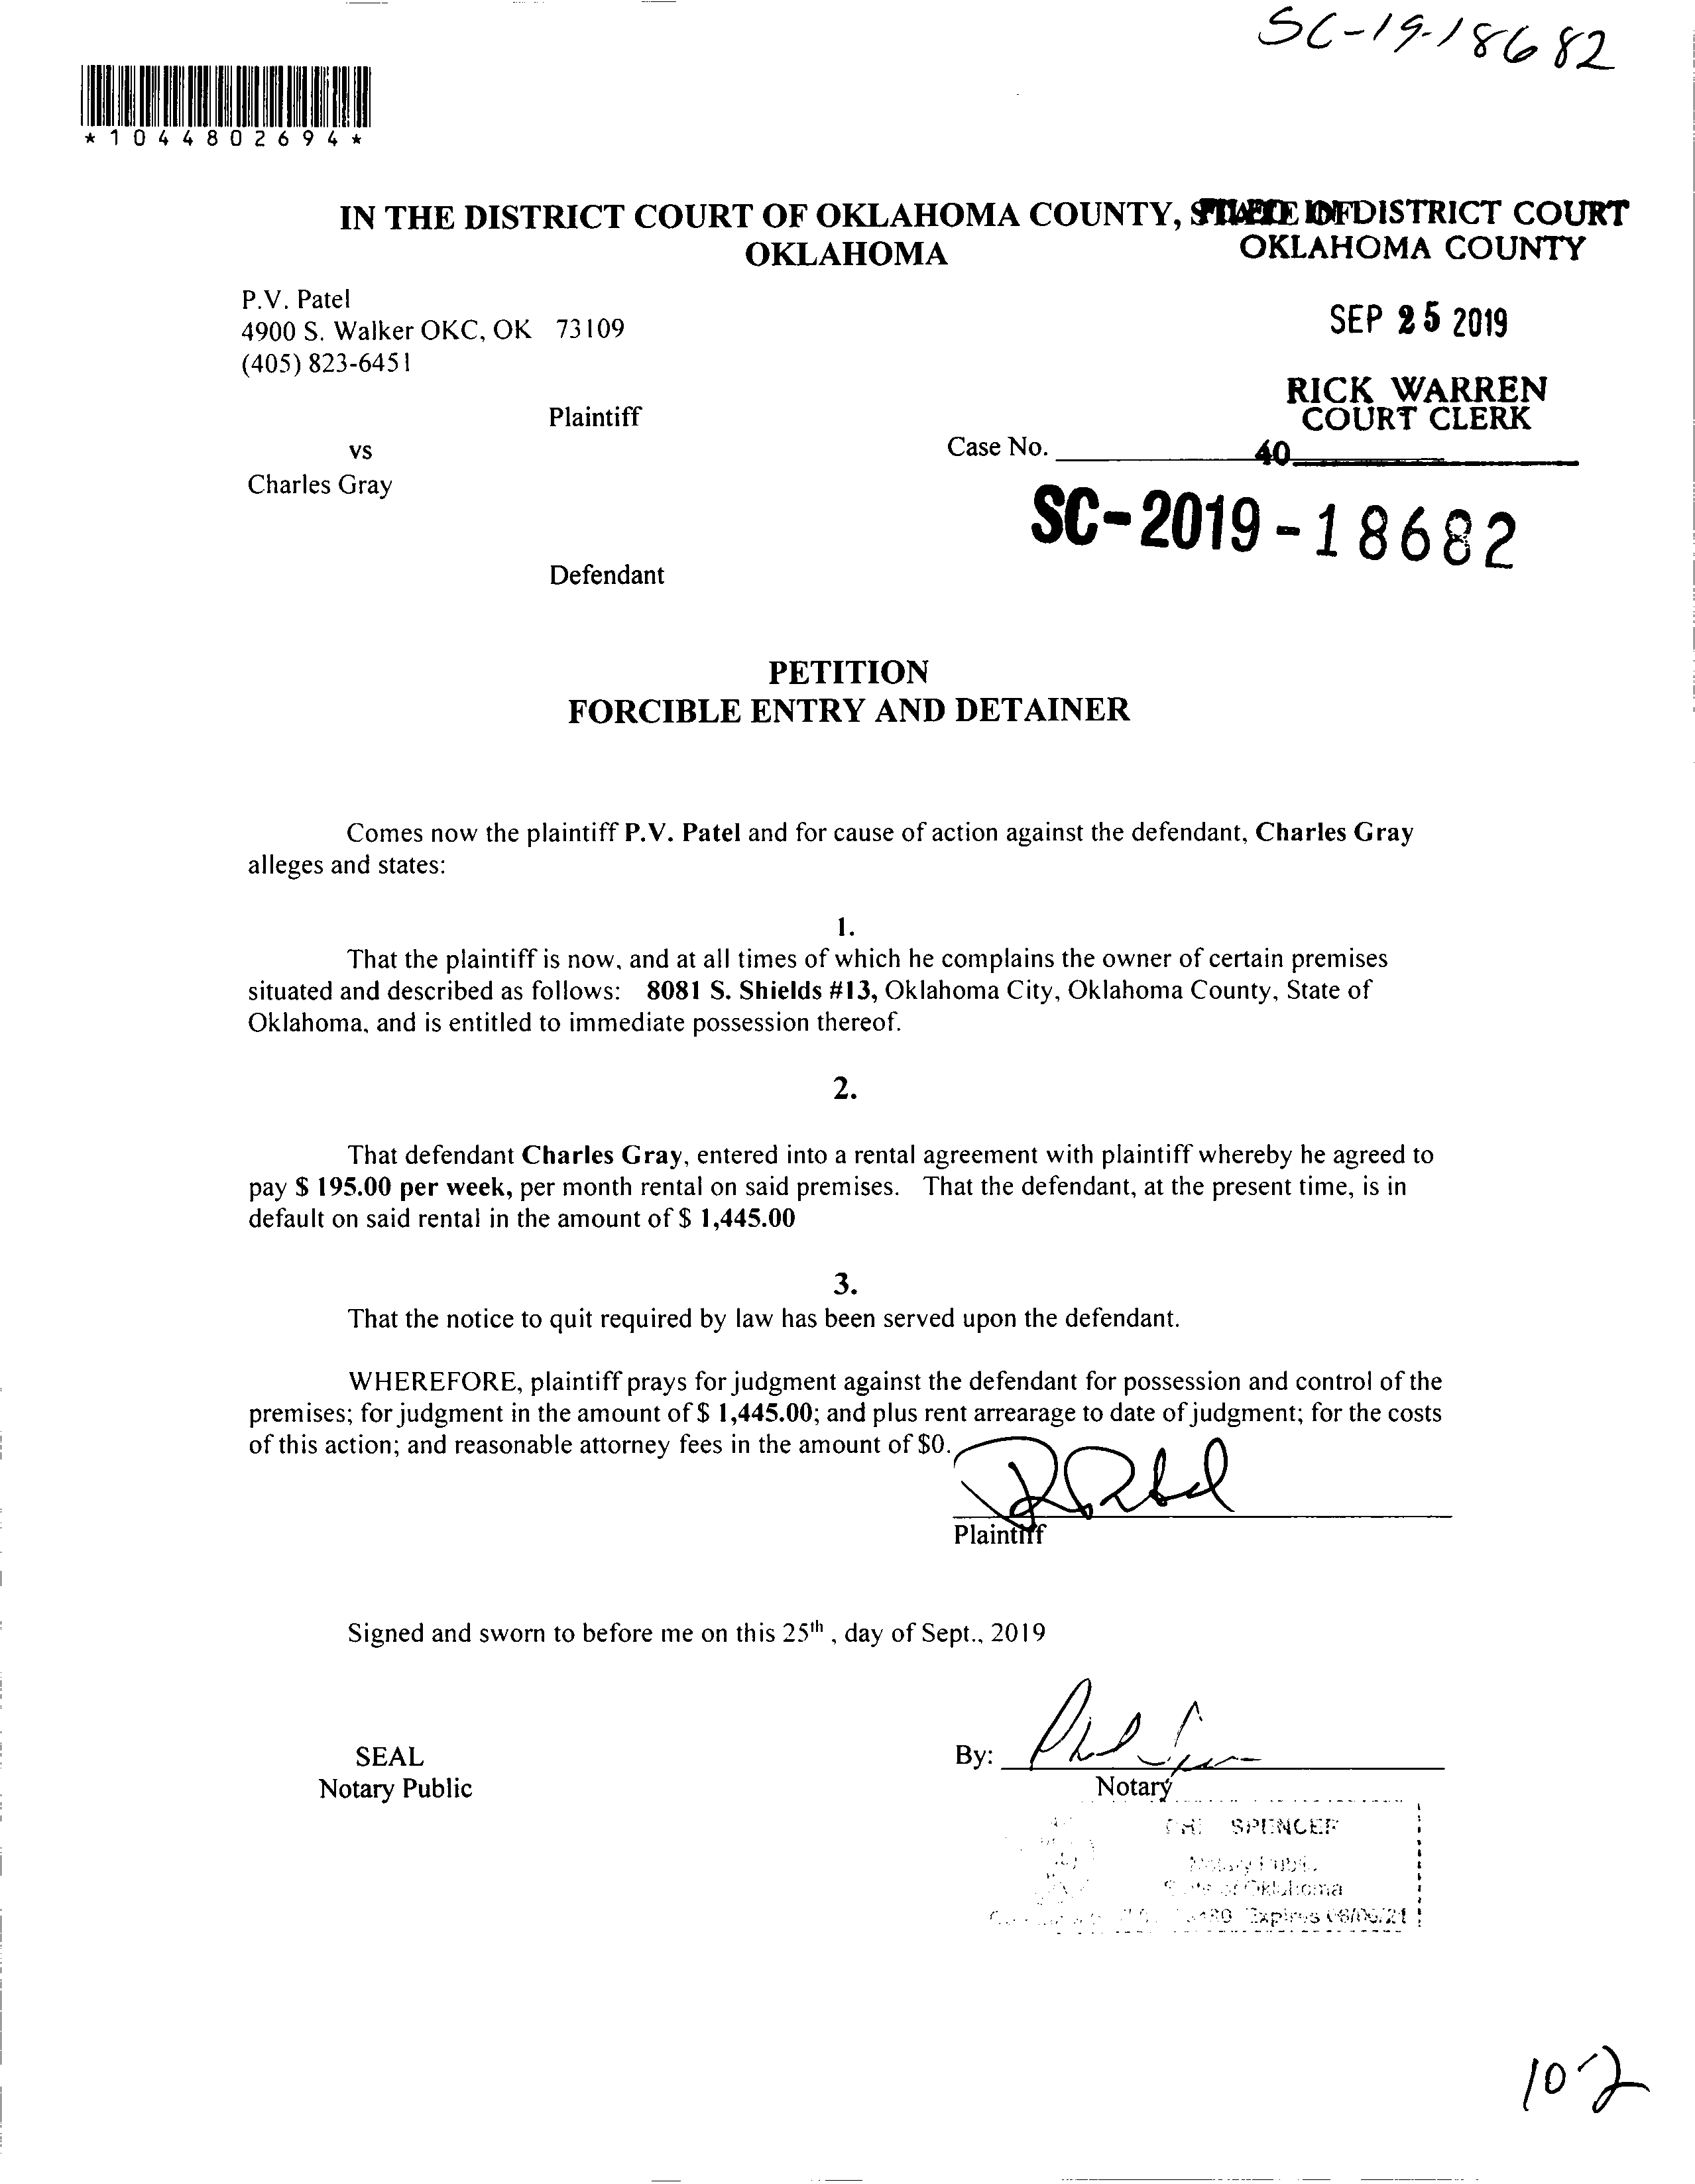 SC-19-18682
*1044802694*
IN THE DISTRICT COURT OF OKLAHOMA COUNTY, STATE OF
OKLAHOMA
DISTRICT COURT
OKLAHOMA COUNTY
P.V. Patel
4900 S. Walker OKC, OK 73109
(405) 823-6451
SEP 25 2019
RICK WARREN
COURT CLERK
Plaintiff
vs
Case No.
40
Charles Gray
SC-2019-18682
Defendant
PETITION
FORCIBLE ENTRY AND DETAINER
Comes now the plaintiff P.V. Patel and for cause of action against the defendant, Charles Gray
alleges and states:
1.
That the plaintiff is now, and at all times of which he complains the owner of certain premises
situated and described as follows: 8081 S. Shields #13, Oklahoma City, Oklahoma County, State of
Oklahoma, and is entitled to immediate possession thereof.
2.
That defendant Charles Gray, entered into a rental agreement with plaintiff whereby he agreed to
pay $ 195.00 per week, per month rental on said premises. That the defendant, at the present time, is in
default on said rental in the amount of $ 1,445.00
3.
That the notice to quit required by law has been served upon the defendant.
WHEREFORE, plaintiff prays for judgment against the defendant for possession and control of the
premises; for judgment in the amount of $ 1,445.00; and plus rent arrearage to date of judgment; for the costs
of this action; and reasonable attorney fees in the amount of $0.
Plaintiff
Signed and sworn to before me on this 25th , day of Sept., 2019
SEAL
By:
Notary Public
Notary
SPENCER
Notary Public
State of Oklahoma
Expires 08/06/21
102